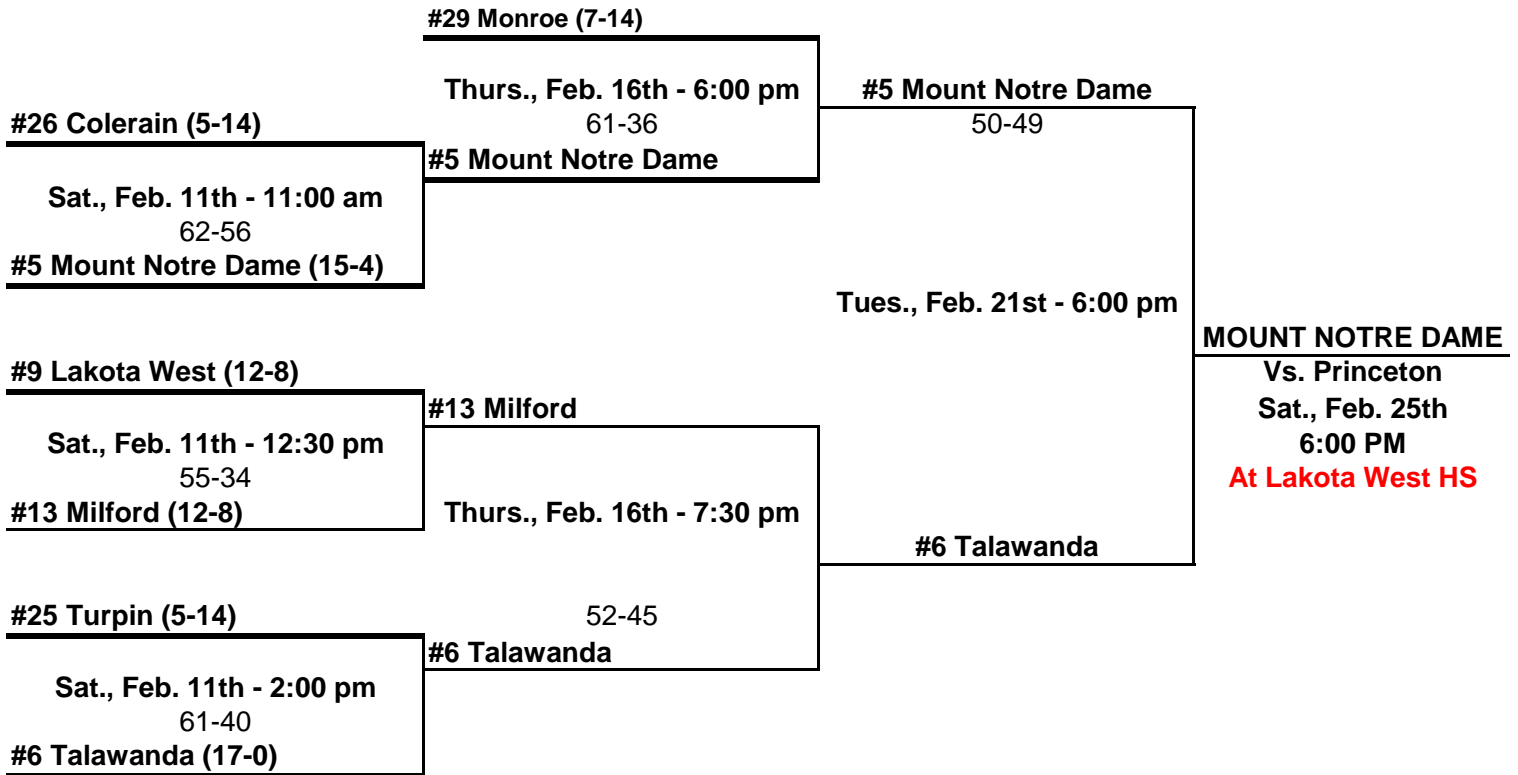 #29 Monroe (7-14)
Thurs., Feb. 16th - 6:00 pm
61-36
#5 Mount Notre Dame
#5 Mount Notre Dame
50-49
#26 Colerain (5-14)
Sat., Feb. 11th - 11:00 am
62-56
#5 Mount Notre Dame (15-4)
Tues., Feb. 21st - 6:00 pm
MOUNT NOTRE DAME
Vs. Princeton
Sat., Feb. 25th
6:00 PM
At Lakota West HS
#9 Lakota West (12-8)
Sat., Feb. 11th - 12:30 pm
55-34
#13 Milford (12-8)
#13 Milford
Thurs., Feb. 16th - 7:30 pm
52-45
#6 Talawanda
#6 Talawanda
#25 Turpin (5-14)
Sat., Feb. 11th - 2:00 pm
61-40
#6 Talawanda (17-0)